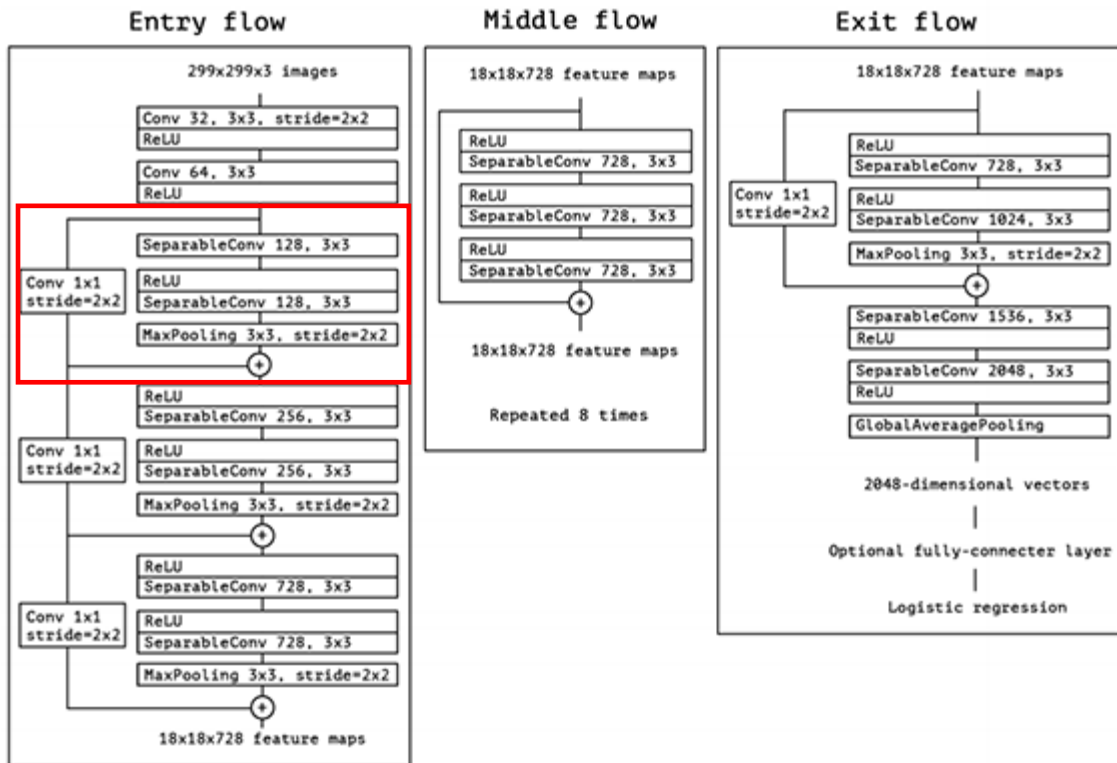 Entry flow
299x299x3 images
Conv 32, 3x3, stride=2x2
ReLU
Conv 64, 3x3
ReLU
SeparableConv 128, 3x3
Conv 1x1
stride=2x2
ReLU
SeparableConv 128, 3x3
MaxPooling 3x3, stride=2x2
+
ReLU
SeparableConv 256, 3x3
Conv 1x1
stride=2x2
ReLU
SeparableConv 256, 3x3
MaxPooling 3x3, stride=2x2
+
ReLU
SeparableConv 728, 3x3
Conv 1x1
stride=2x2
ReLU
SeparableConv 728, 3x3
MaxPooling 3x3, stride=2x2
+
18x18x728 feature maps
Middle flow
18x18x728 feature maps
ReLU
SeparableConv 728, 3x3
ReLU
SeparableConv 728, 3x3
ReLU
SeparableConv 728, 3x3
+
18x18x728 feature maps
Repeated 8 times
Exit flow
18x18x728 feature maps
ReLU
SeparableConv 728, 3x3
Conv 1x1
stride=2x2
ReLU
SeparableConv 1024, 3x3
MaxPooling 3x3, stride=2x2
+
SeparableConv 1536, 3x3
ReLU
SeparableConv 2048, 3x3
ReLU
GlobalAveragePooling
2048-dimensional vectors
Optional fully-connecter layer
Logistic regression